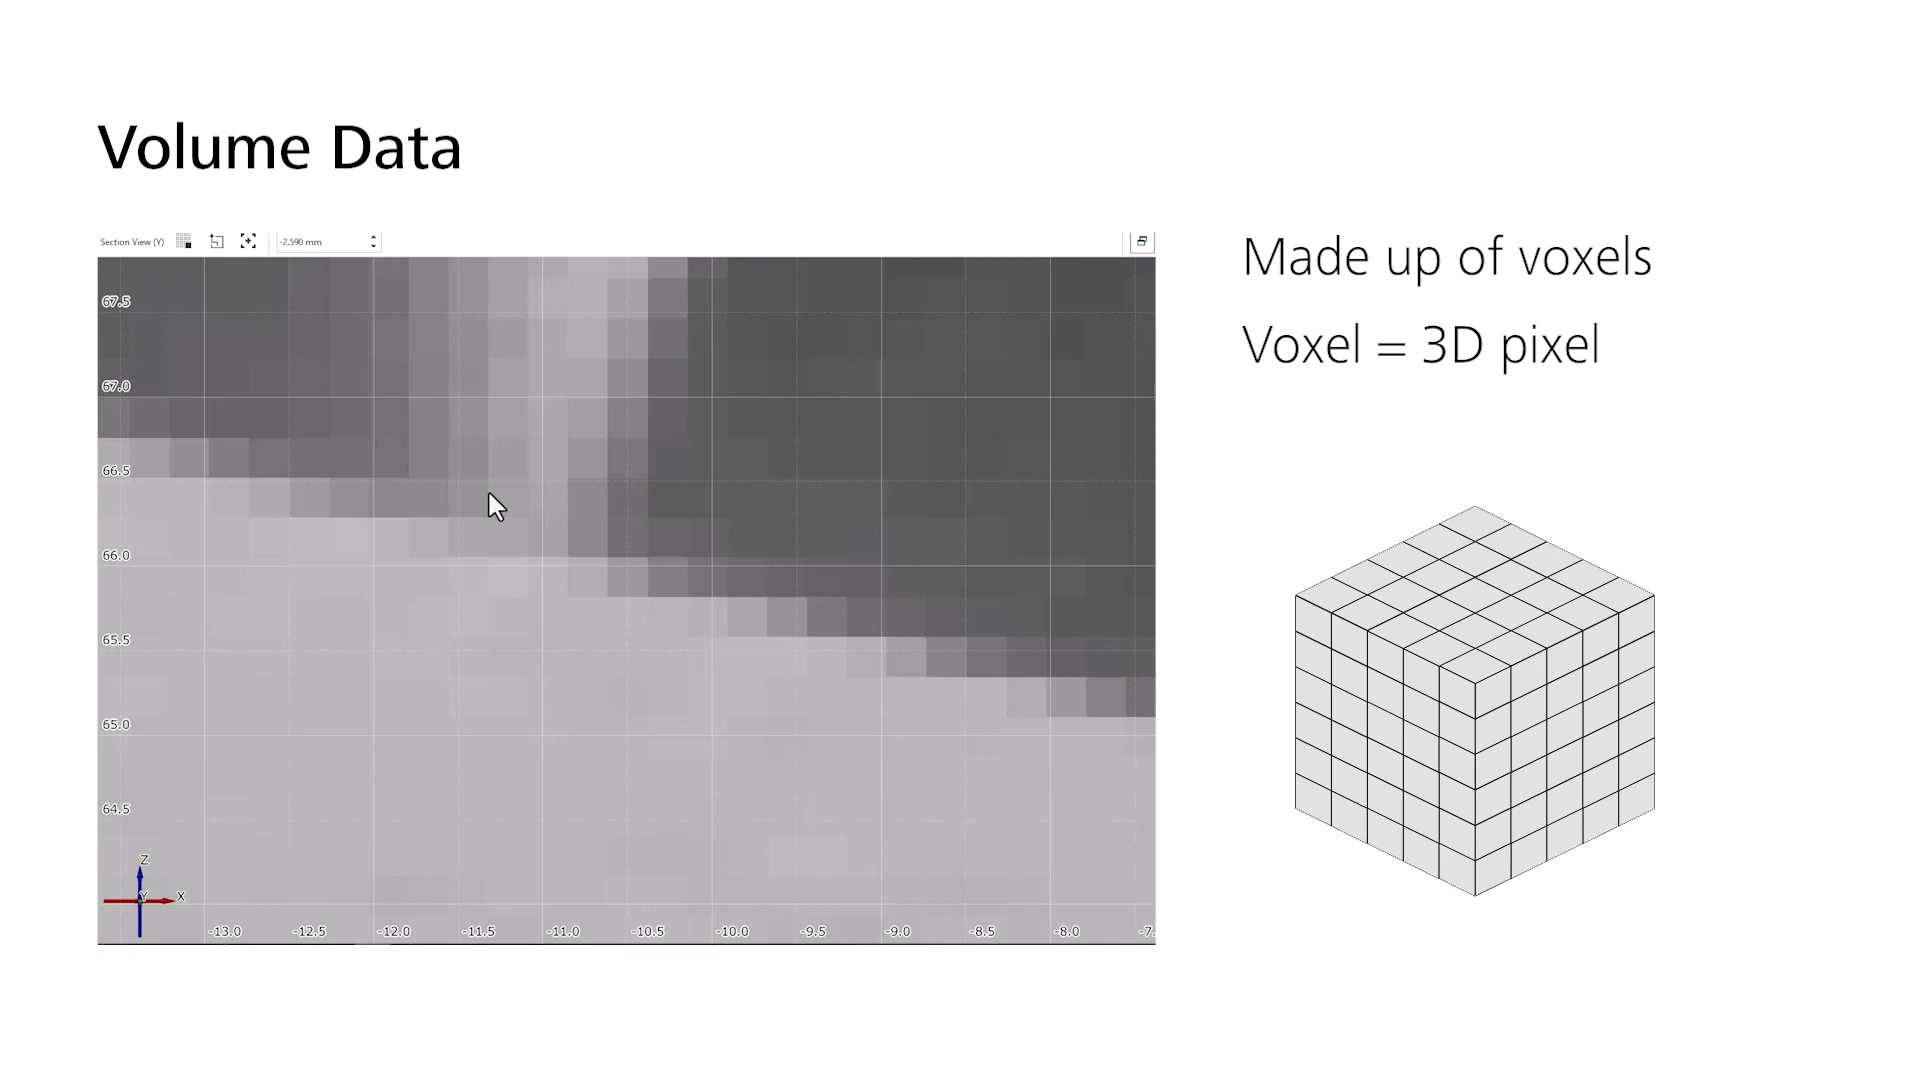 Volume Data
Section View (Y)
-2.590 mm
Made up of voxels
Voxel = 3D pixel
67.5
67.0
66.5
66.0
65.5
65.0
64.5
Z
Y
X
-13.0 -12.5 -12.0 -11.5 -11.0 -10.5 -10.0 -9.5 -9.0 -8.5 -8.0 -7.